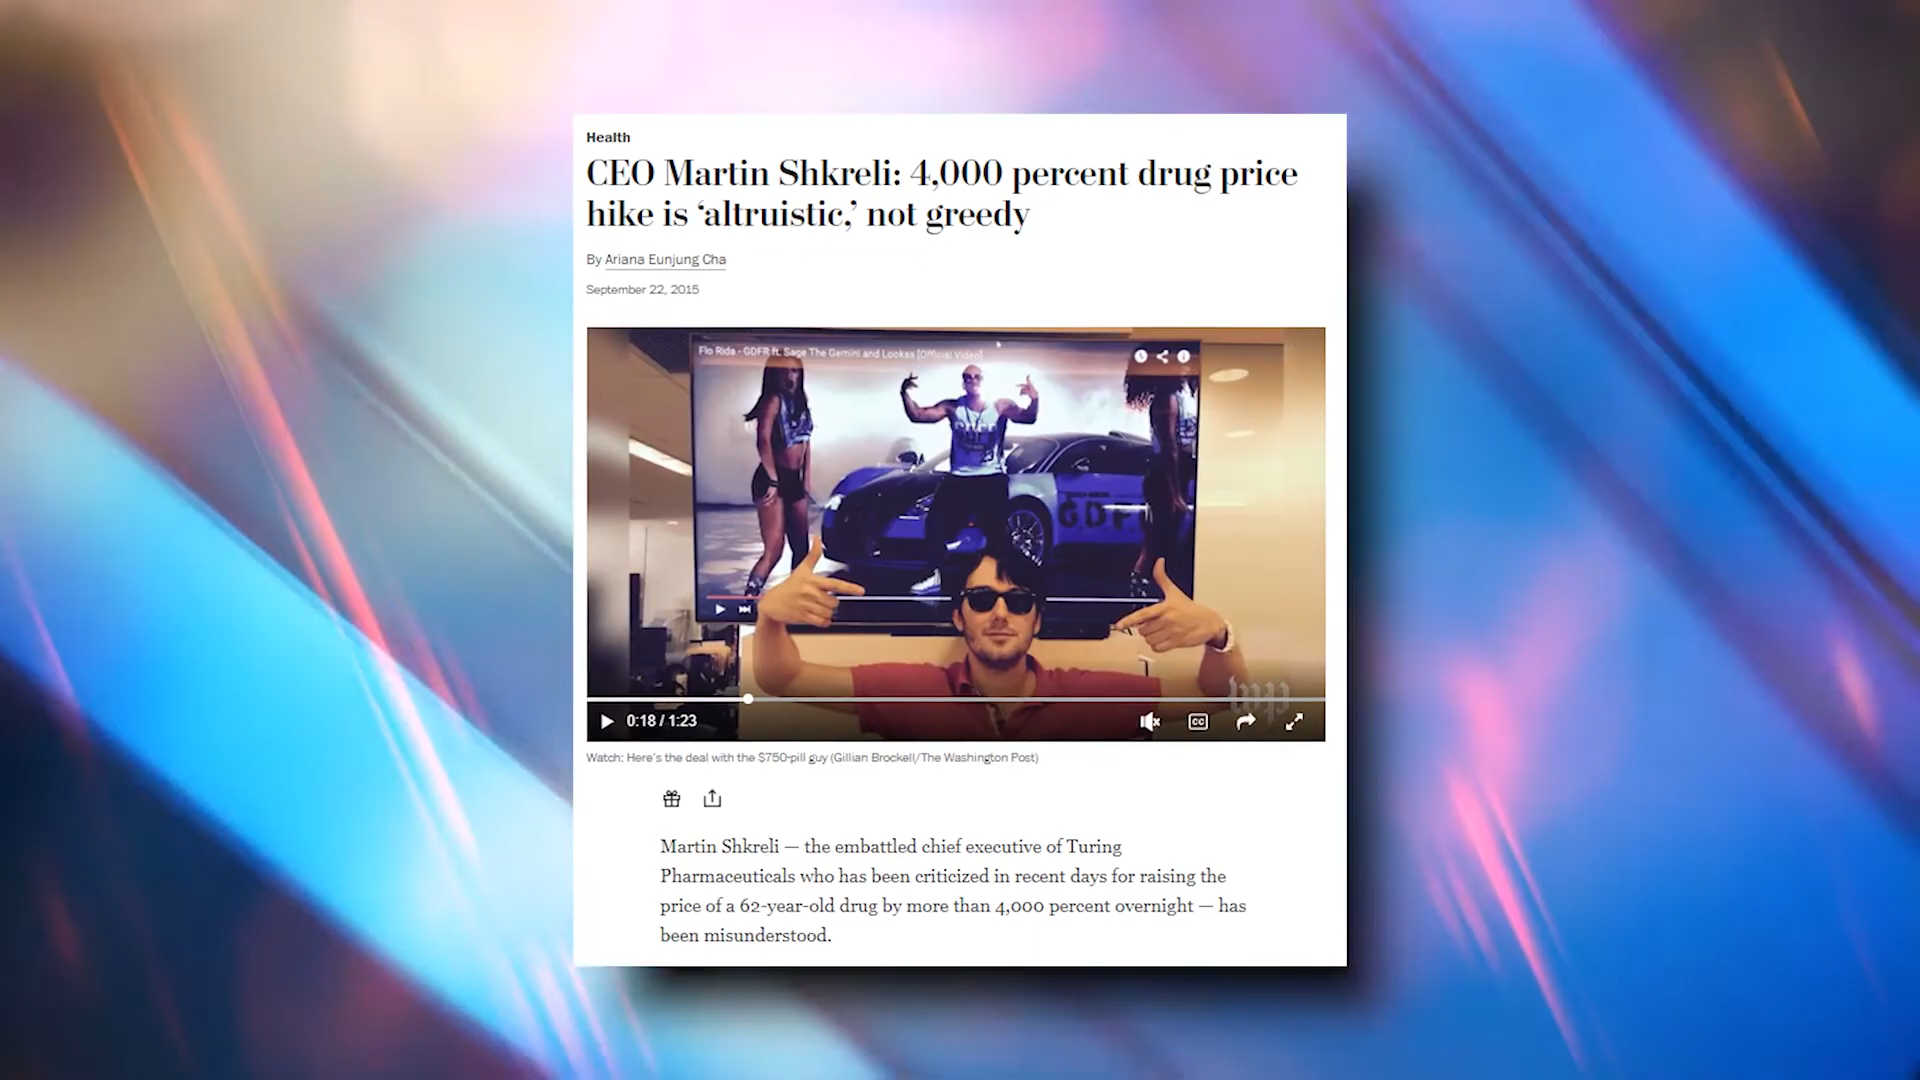 Health
CEO Martin Shkreli: 4,000 percent drug price
hike is ‘altruistic,’ not greedy
By Ariana Eunjung Cha
September 22, 2015
Flo Rida - GDFR ft. Sage The Gemini and Lookas [Official Video]
GDFR
GDF
wp
0:18 / 1:23
CC
Watch: Here's the deal with the $750-pill guy (Gillian Brockell/The Washington Post)
Martin Shkreli — the embattled chief executive of Turing
Pharmaceuticals who has been criticized in recent days for raising the
price of a 62-year-old drug by more than 4,000 percent overnight — has
been misunderstood.